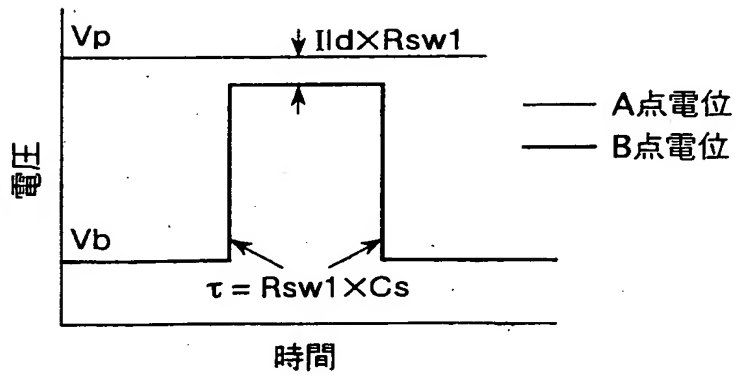 Vp
Ild×Rsw1
A点電位
B点電位
電圧
Vb
τ = Rsw1×Cs
時間